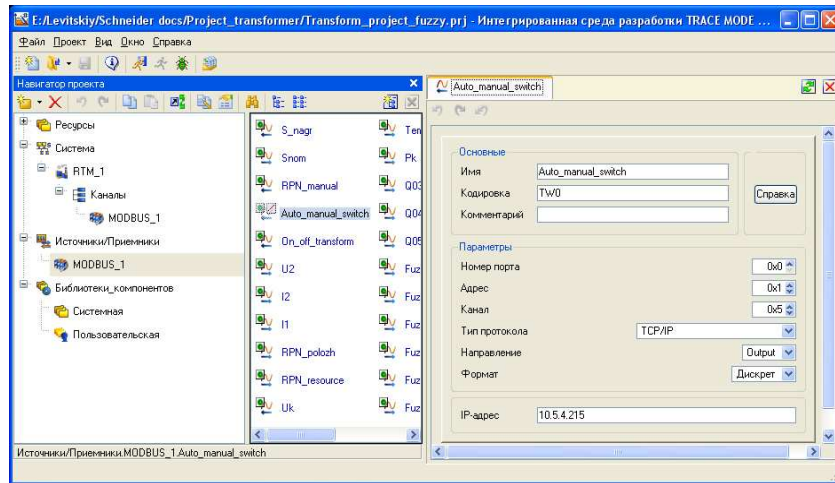 E:/Levitskiy/Schneider docs/Project_transformer/Transform_project_fuzzy.prj - Интегрированная среда разработки TRACE MODE ...
Файл Проект Вид Окно Справка
Навигатор проекта
Ресурсы
Система
RTM_1
Каналы
MODBUS_1
Источники/Приемники
MODBUS_1
Библиотеки_компонентов
Системная
Пользовательская
S_nagr
Snom
RPN_manual
Auto_manual_switch
On_off_transform
U2
I2
I1
RPN_polozh
RPN_resource
Uk
Ten
Pk
Q03
Q04
Q05
Fuz
Fuz
Fuz
Fuz
Fuz
Fuz
Auto_manual_switch
Основные
Имя Auto_manual_switch
Кодировка TW0
Комментарий
Справка
Параметры
Номер порта 0x0
Адрес 0x1
Канал 0x5
Тип протокола TCP/IP
Направление Output
Формат Дискрет
IP-адрес 10.5.4.215
Источники/Приемники.MODBUS_1.Auto_manual_switch